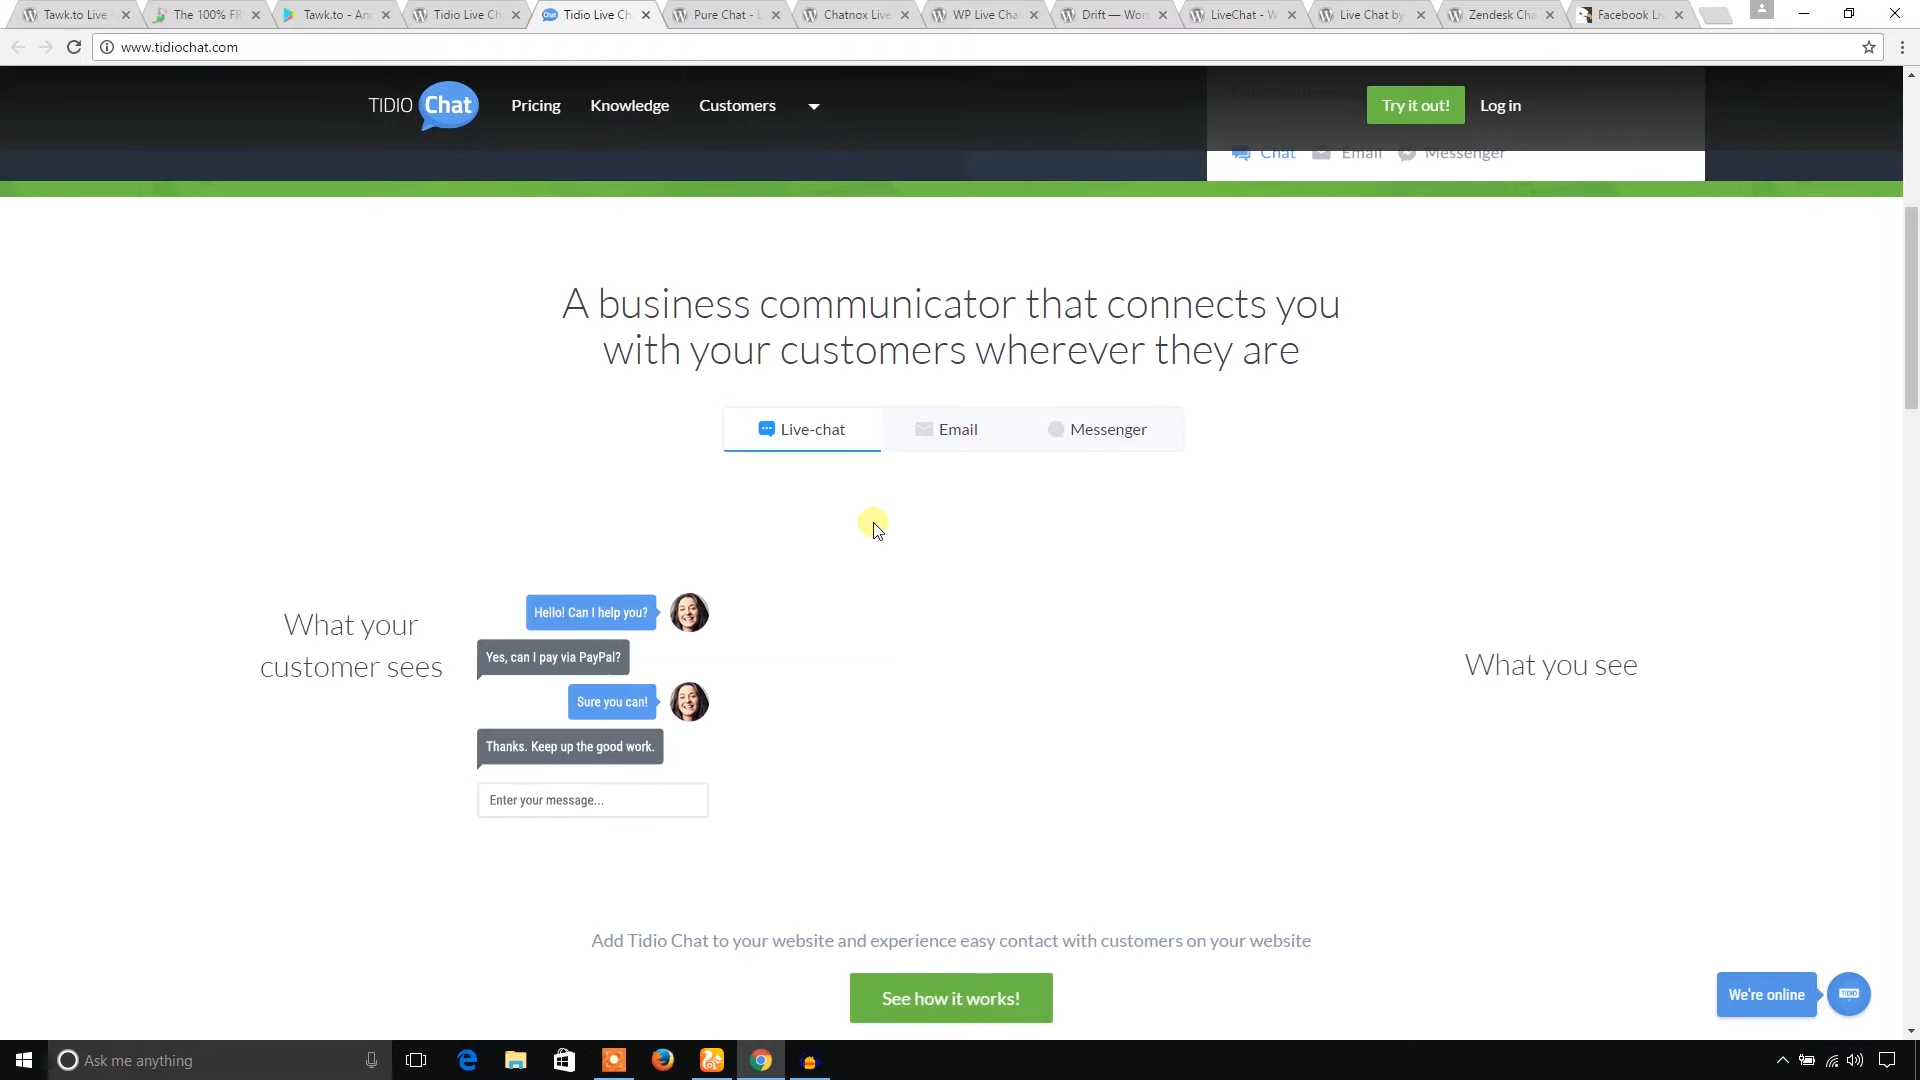 Tawk.to Live
The 100% FR
Tawk.to - An
Tidio Live Ch
Tidio Live Ch
Pure Chat - L
Chatnox Live
WP Live Cha
Drift — Wor
LiveChat - W
Live Chat by
Zendesk Cha
Facebook Li
www.tidiochat.com
TIDIO Chat
Pricing
Knowledge
Customers
Try it out!
Log in
Chat
Email
Messenger
A business communicator that connects you
with your customers wherever they are
Live-chat
Email
Messenger
What your
customer sees
Hello! Can I help you?
Yes, can I pay via PayPal?
Sure you can!
Thanks. Keep up the good work.
Enter your message...
What you see
Add Tidio Chat to your website and experience easy contact with customers on your website
See how it works!
We're online
TIDIO
Ask me anything